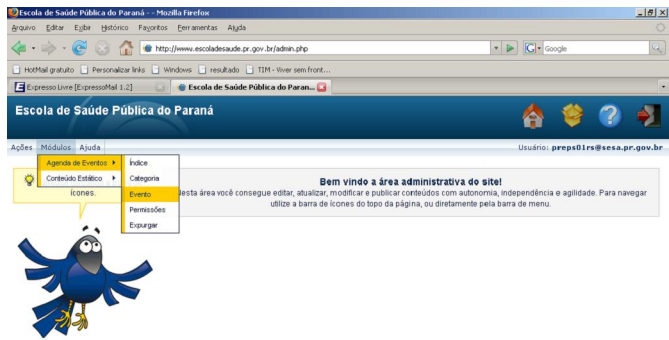 Escola de Saúde Pública do Paraná - - Mozilla Firefox
Arquivo Editar Exibir Histórico Favoritos Ferramentas Ajuda
http://www.escoladesaude.pr.gov.br/admin.php
Google
HotMail gratuito Personalizar links Windows resultado TIM - Viver sem front...
Expresso Livre [ExpressoMail 1.2] Escola de Saúde Pública do Paran...
Escola de Saúde Pública do Paraná
Ações Módulos Ajuda
Usuário: preps01rs@sesa.pr.gov.br
Agenda de Eventos
Conteúdo Estático
ícones.
Índice
Categoria
Evento
Permissões
Expurgar
Bem vindo a área administrativa do site!
Nesta área você consegue editar, atualizar, modificar e publicar conteúdos com autonomia, independência e agilidade. Para navegar
utilize a barra de ícones do topo da página, ou diretamente pela barra de menu.